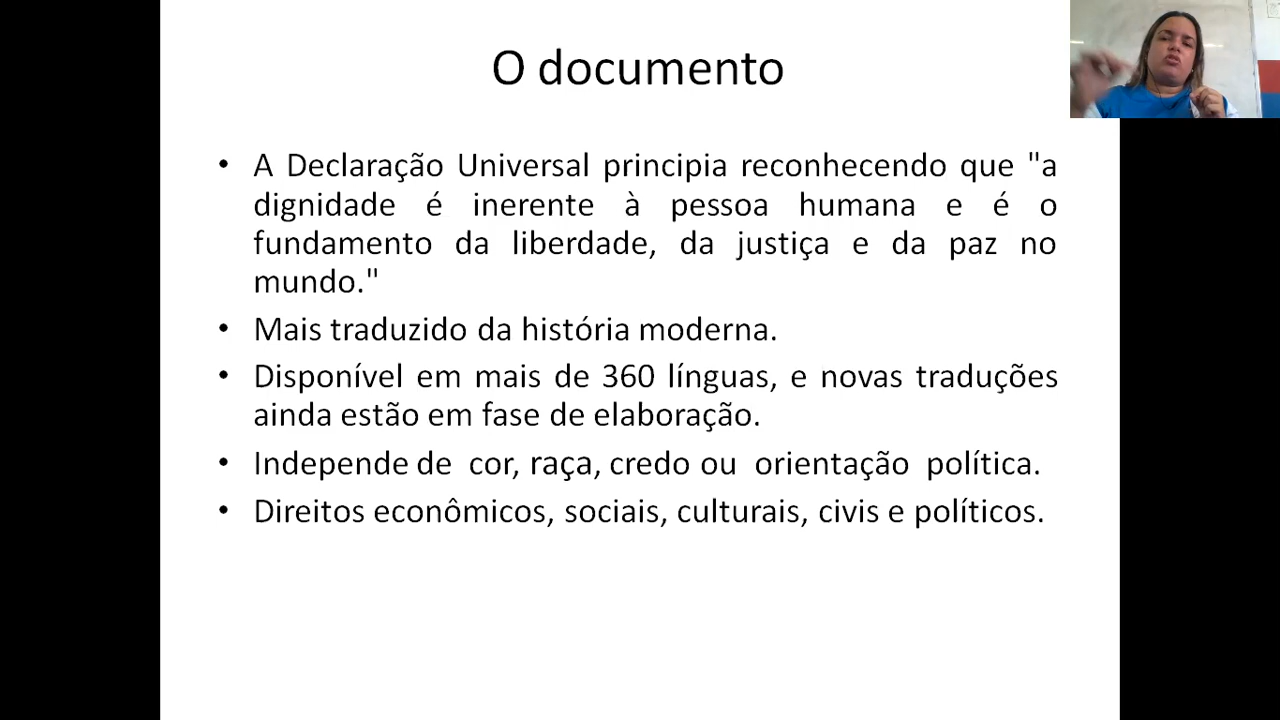 O documento
• A Declaração Universal principia reconhecendo que "a
dignidade é inerente à pessoa humana e é o
fundamento da liberdade, da justiça e da paz no
mundo."
• Mais traduzido da história moderna.
• Disponível em mais de 360 línguas, e novas traduções
ainda estão em fase de elaboração.
• Independe de cor, raça, credo ou orientação política.
• Direitos econômicos, sociais, culturais, civis e políticos.